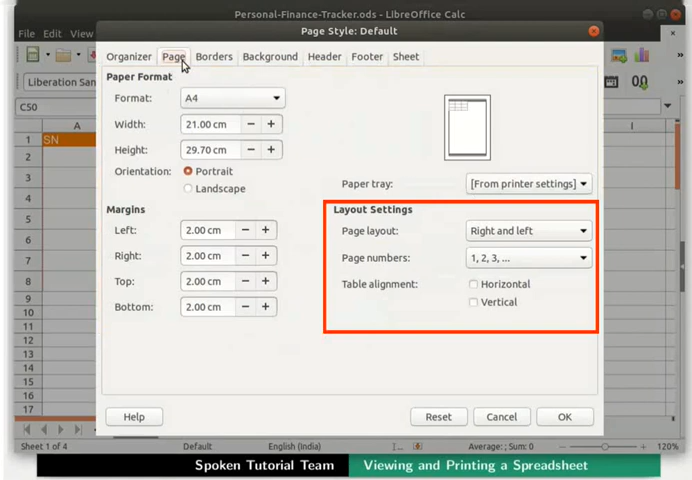 Personal-Finance-Tracker.ods - LibreOffice Calc
Page Style: Default
File Edit View
Organizer Page Borders Background Header Footer Sheet
Paper Format
Liberation San
Format: A4
C50
Width: 21.00 cm
A I
Height: 29.70 cm
1 SN
Orientation: Portrait
2
Landscape
Paper tray: [From printer settings]
3
Margins Layout Settings
4
Left: 2.00 cm Page layout: Right and left
5
Right: 2.00 cm Page numbers: 1, 2, 3, ...
6
Top: 2.00 cm Table alignment: Horizontal
7
Vertical
Bottom: 2.00 cm
8
9
10
11
12
13
14
15
16
17
Help Reset Cancel OK
Sheet 1 of 4 Default English (India) Average: ; Sum: 0 120%
Spoken Tutorial Team Viewing and Printing a Spreadsheet